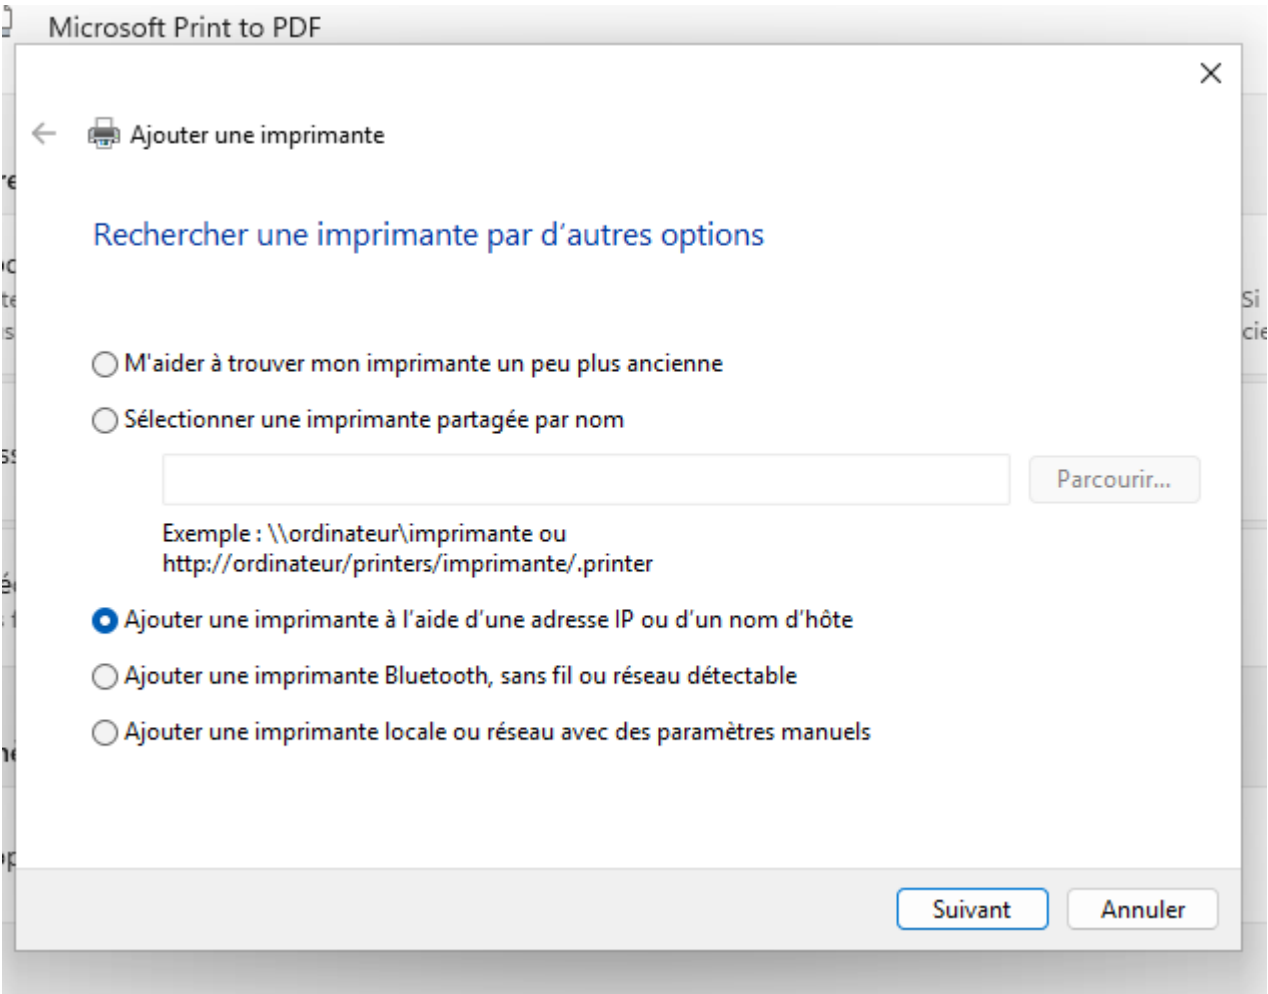 Microsoft Print to PDF
Ajouter une imprimante
Rechercher une imprimante par d’autres options
M'aider à trouver mon imprimante un peu plus ancienne
Sélectionner une imprimante partagée par nom
Parcourir...
Exemple : \\ordinateur\imprimante ou
http://ordinateur/printers/imprimante/.printer
Ajouter une imprimante à l’aide d’une adresse IP ou d’un nom d’hôte
Ajouter une imprimante Bluetooth, sans fil ou réseau détectable
Ajouter une imprimante locale ou réseau avec des paramètres manuels
Suivant
Annuler
Si